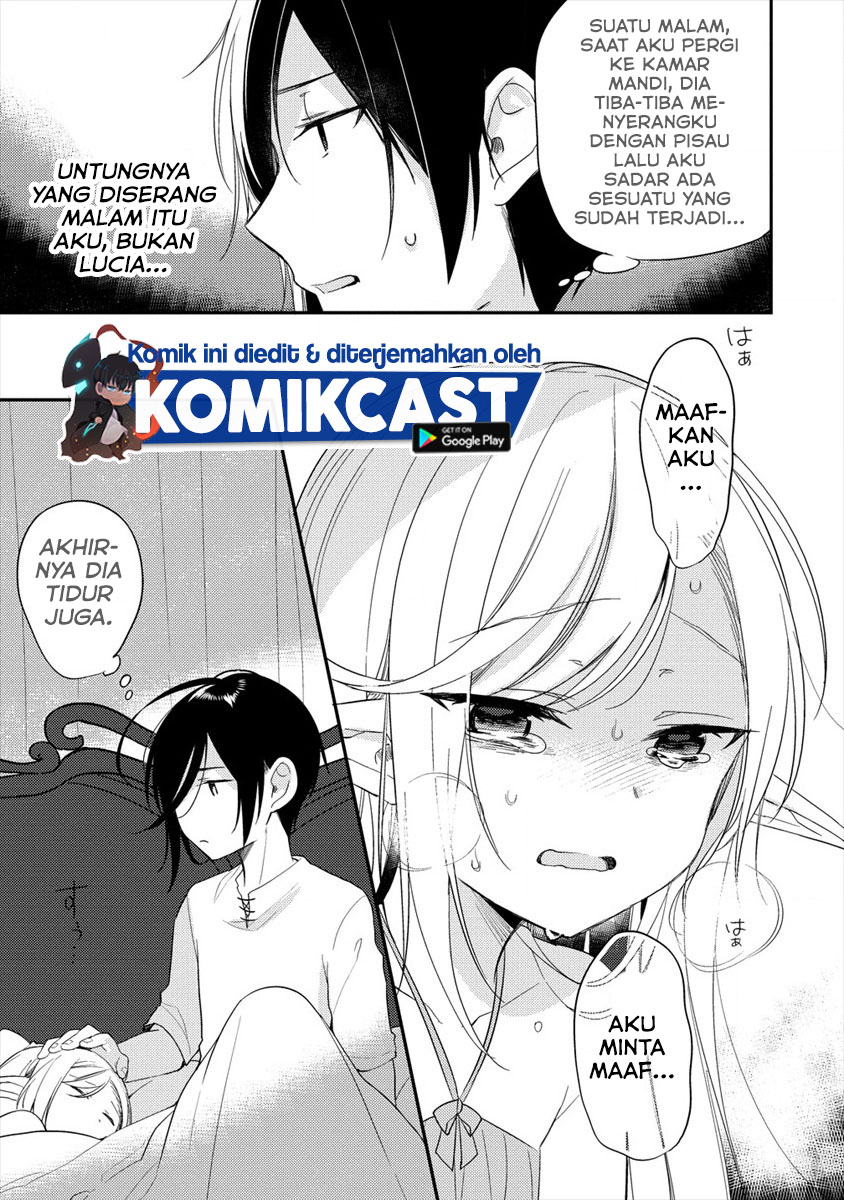 SUATU MALAM,
SAAT AKU PERGI
KE KAMAR
MANDI, DIA
TIBA-TIBA ME-
NYERANGKU
DENGAN PISAU
LALU AKU
SADAR ADA
SESUATU YANG
SUDAH TERJADI...
UNTUNGNYA
YANG DISERANG
MALAM ITU
AKU, BUKAN
LUCIA...
Komik ini diedit & diterjemahkan oleh
KOMIKCAST
GET IT ON
Google Play
はぁ
MAAF-
KAN
AKU
...
AKHIR-
NYA DIA
TIDUR
JUGA.
すぅ…
はぁ
AKU
MINTA
MAAF...